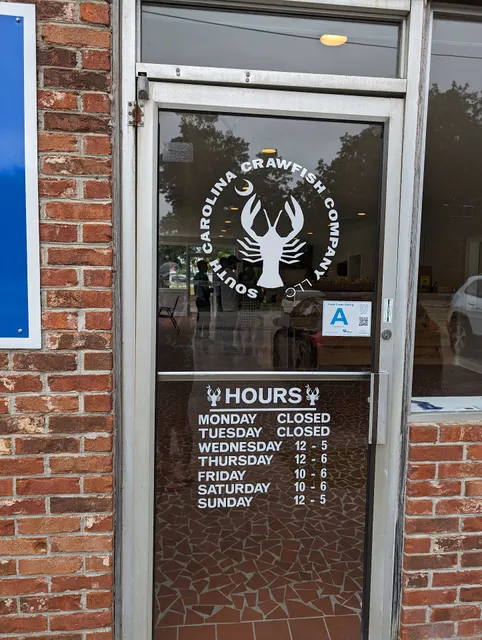 SOUTH CAROLINA CRAWFISH COMPANY LLC
A
HOURS
MONDAY CLOSED
TUESDAY CLOSED
WEDNESDAY 12 - 5
THURSDAY 12 - 6
FRIDAY 10 - 6
SATURDAY 10 - 6
SUNDAY 12 - 5